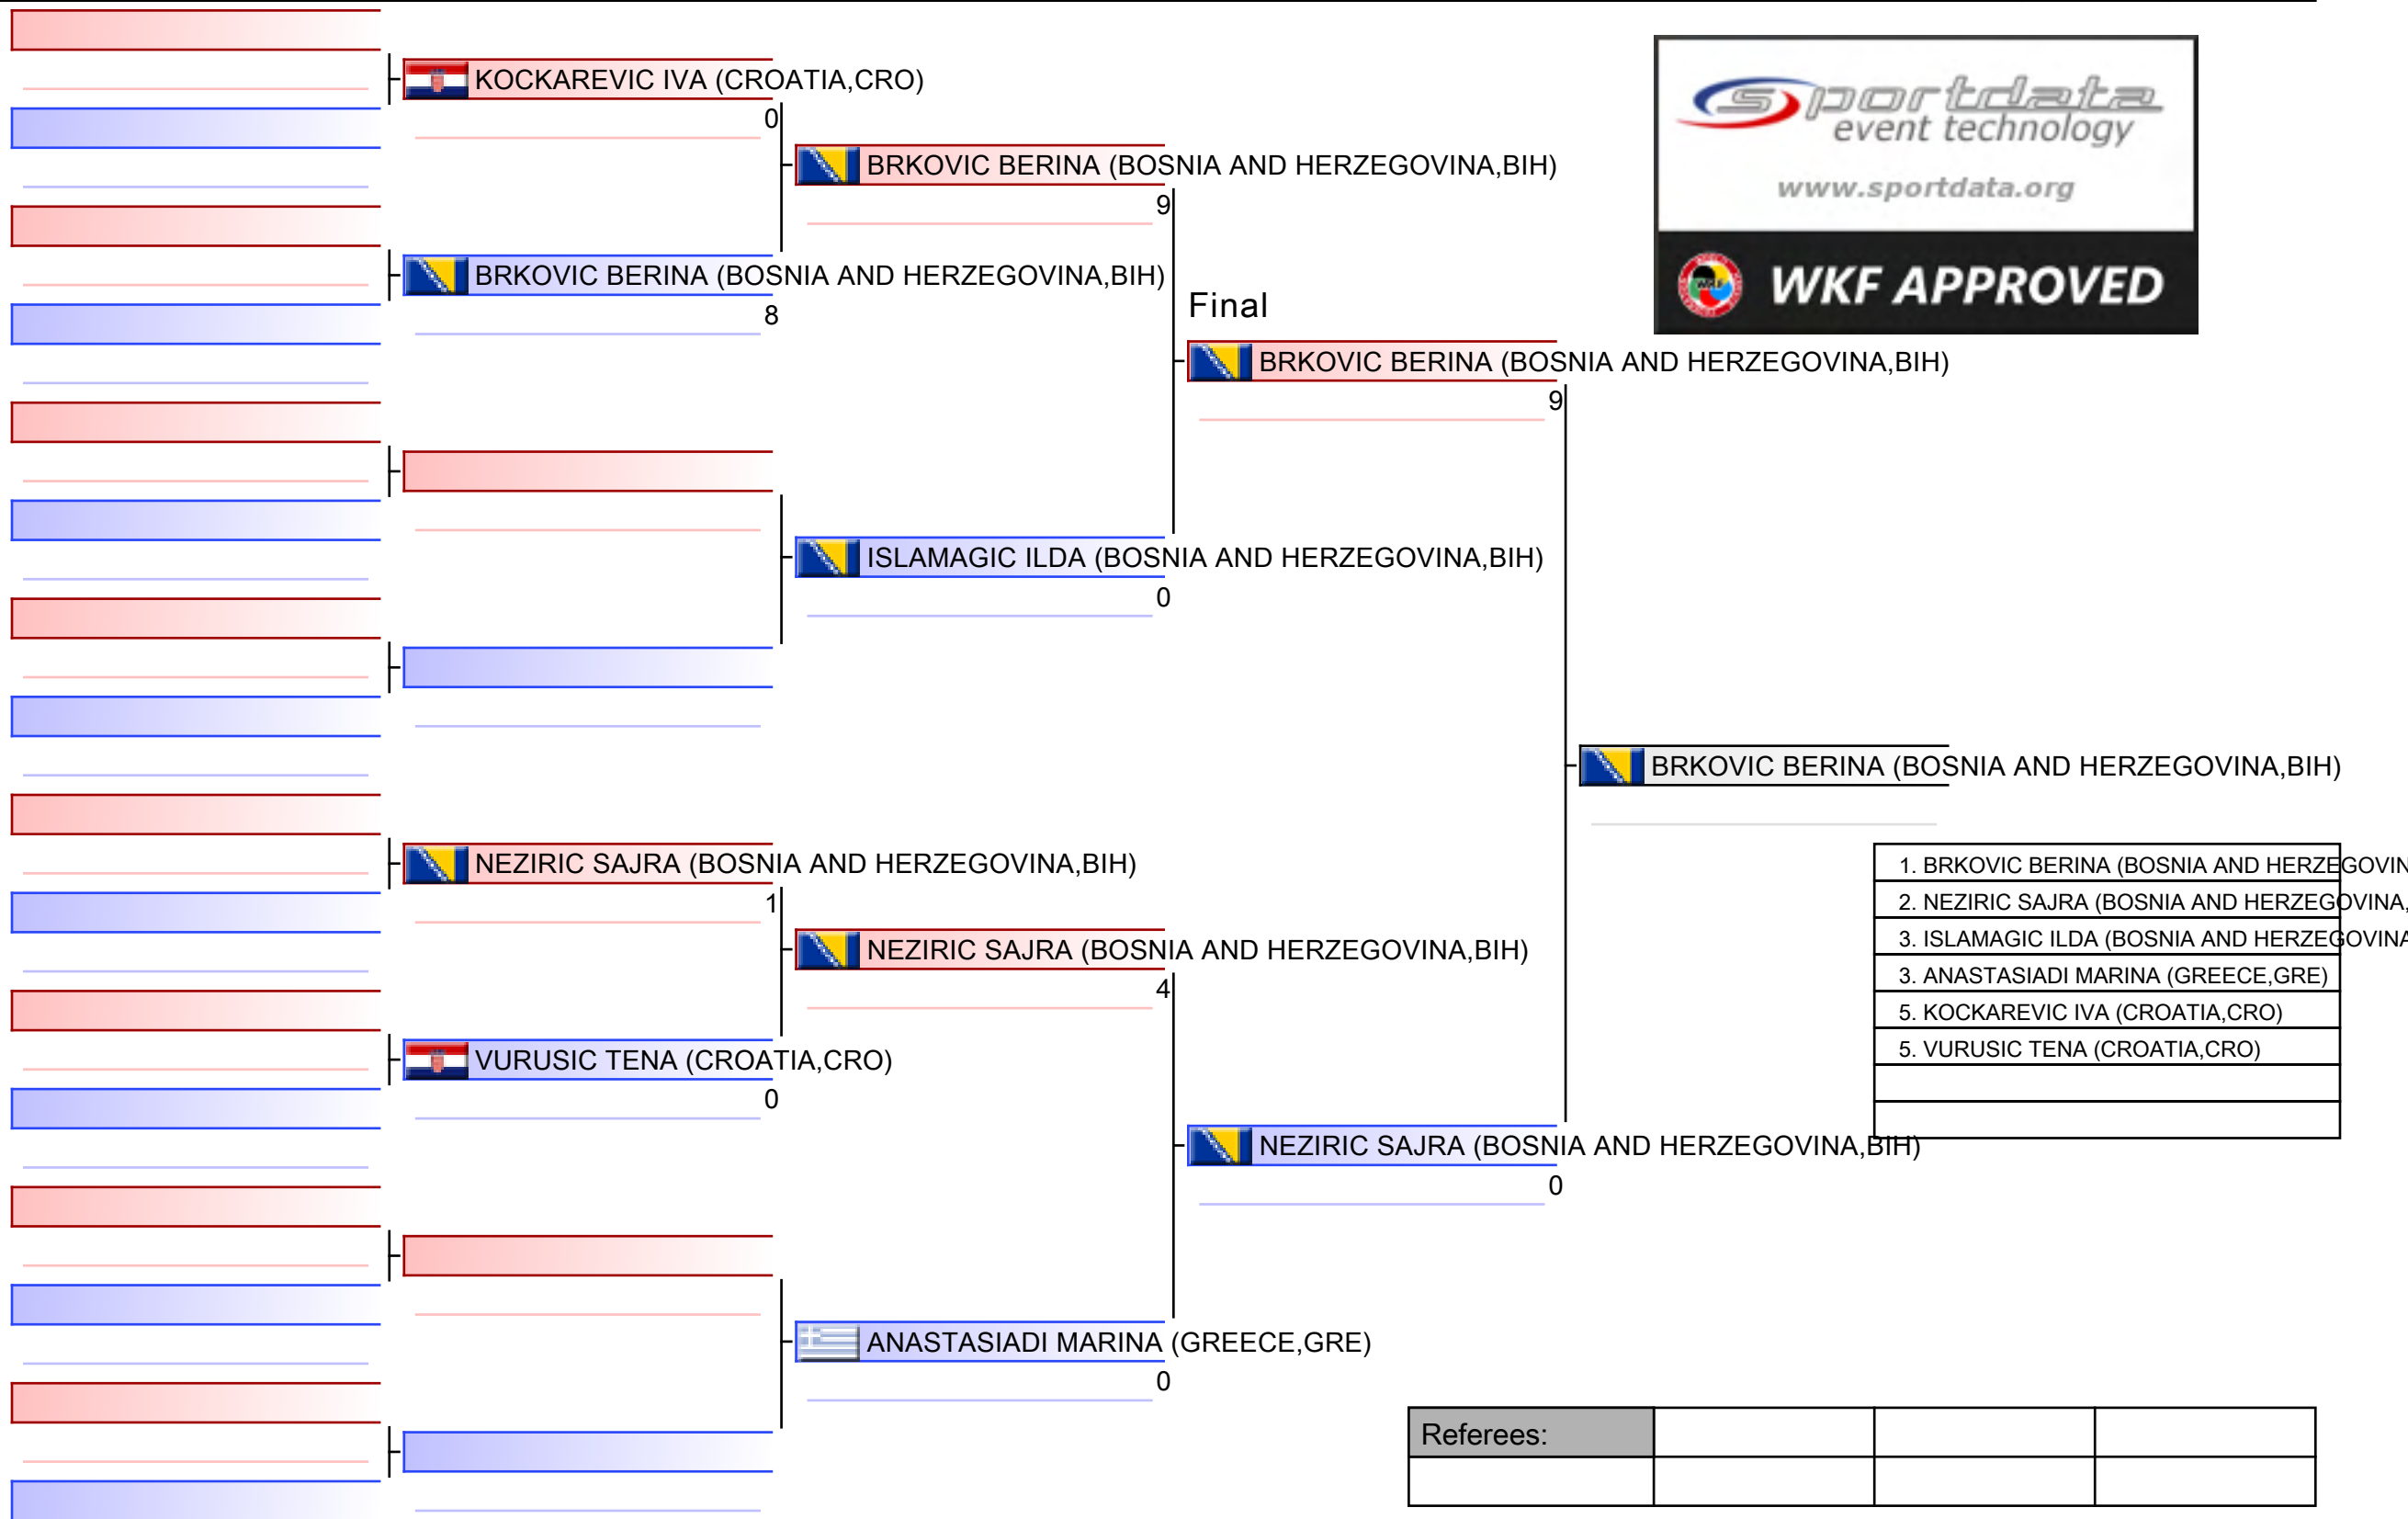 KOCKAREVIC IVA (CROATIA,CRO)
0
BRKOVIC BERINA (BOSNIA AND HERZEGOVINA,BIH)
8
BRKOVIC BERINA (BOSNIA AND HERZEGOVINA,BIH)
9
ISLAMAGIC ILDA (BOSNIA AND HERZEGOVINA,BIH)
0
NEZIRIC SAJRA (BOSNIA AND HERZEGOVINA,BIH)
1
VURUSIC TENA (CROATIA,CRO)
0
NEZIRIC SAJRA (BOSNIA AND HERZEGOVINA,BIH)
4
ANASTASIADI MARINA (GREECE,GRE)
0
Final
BRKOVIC BERINA (BOSNIA AND HERZEGOVINA,BIH)
9
NEZIRIC SAJRA (BOSNIA AND HERZEGOVINA,BIH)
0
BRKOVIC BERINA (BOSNIA AND HERZEGOVINA,BIH)
sportdata
event technology
www.sportdata.org
WKF APPROVED
1. BRKOVIC BERINA (BOSNIA AND HERZEGOVIN
2. NEZIRIC SAJRA (BOSNIA AND HERZEGOVINA,
3. ISLAMAGIC ILDA (BOSNIA AND HERZEGOVINA
3. ANASTASIADI MARINA (GREECE,GRE)
5. KOCKAREVIC IVA (CROATIA,CRO)
5. VURUSIC TENA (CROATIA,CRO)
Referees: